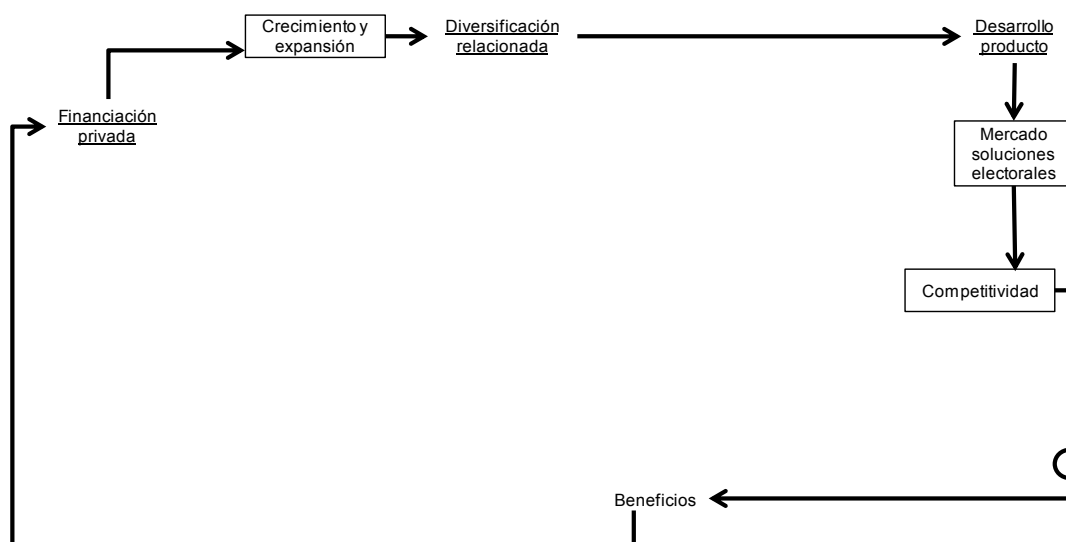 Crecimiento y
expansión
Diversificación
relacionada
Desarrollo
producto
Financiación
privada
Mercado
soluciones
electorales
Competitividad
Beneficios